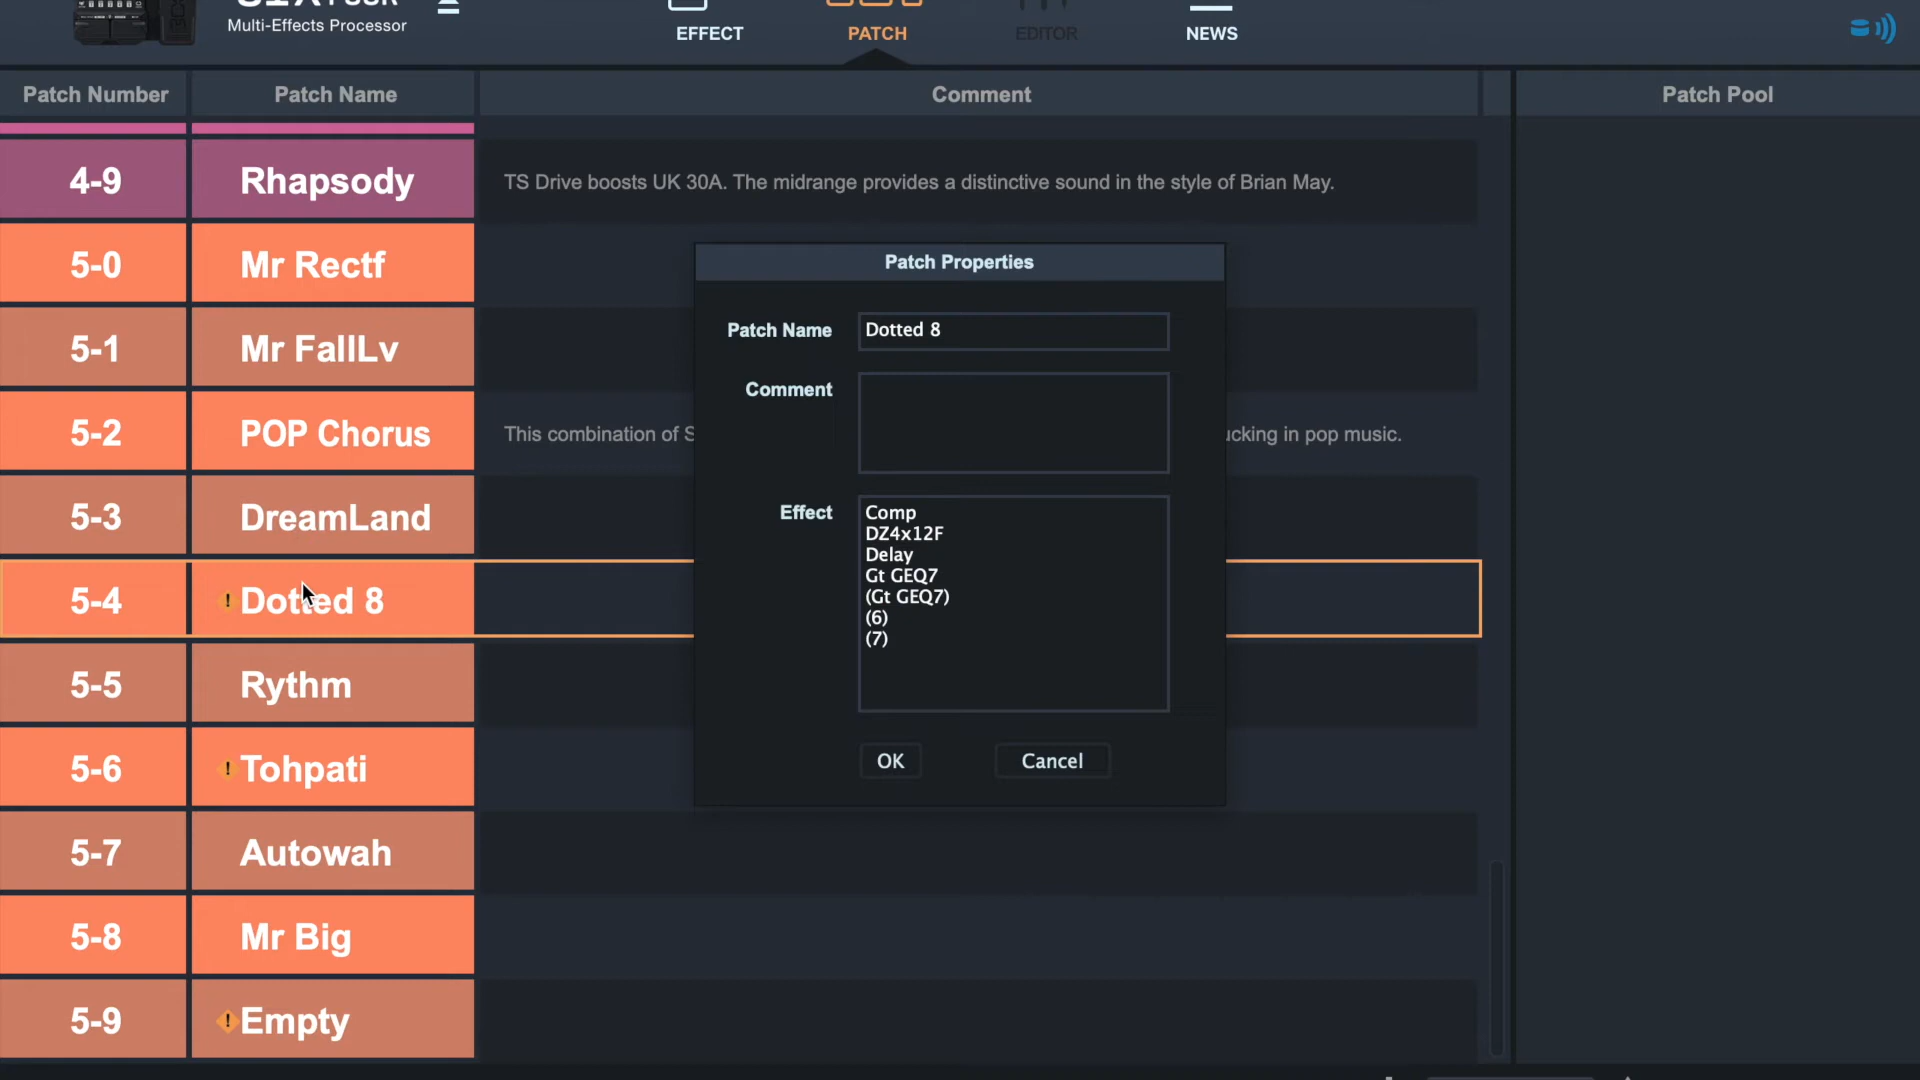 Multi-Effects Processor
EFFECT
PATCH
EDITOR
NEWS
Patch Number
Patch Name
Comment
Patch Pool
4-9
Rhapsody
TS Drive boosts UK 30A. The midrange provides a distinctive sound in the style of Brian May.
5-0
Mr Rectf
5-1
Mr FallLv
5-2
POP Chorus
This combination of S
ucking in pop music.
5-3
DreamLand
5-4
! Dotted 8
5-5
Rythm
5-6
! Tohpati
5-7
Autowah
5-8
Mr Big
5-9
! Empty
Patch Properties
Patch Name
Dotted 8
Comment
Effect
Comp
DZ4x12F
Delay
Gt GEQ7
(Gt GEQ7)
(6)
(7)
OK
Cancel